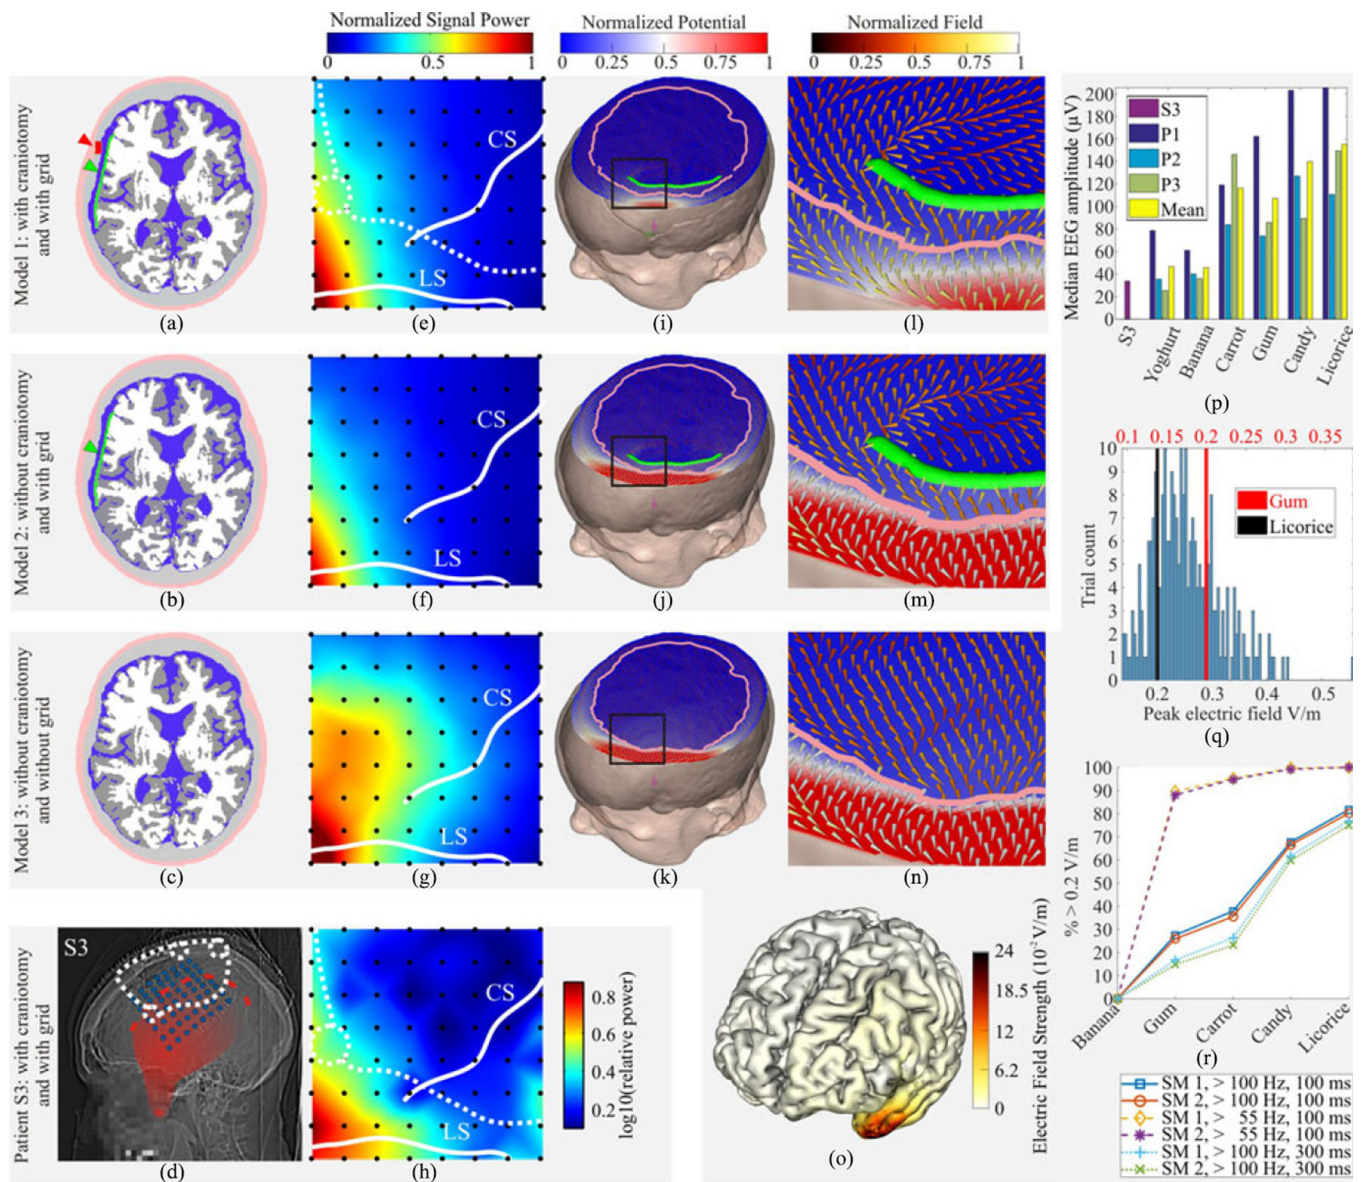 Normalized Signal Power
0 0.5 1
Normalized Potential
0 0.25 0.5 0.75 1
Normalized Field
0 0.25 0.5 0.75 1
Model 1: with craniotomy
and with grid
(a)
CS
LS
(e)
(i)
(l)
Median EEG amplitude (µV)
200
180
160
140
120
100
80
60
40
20
0
S3
P1
P2
P3
Mean
S3
Yoghurt
Banana
Carrot
Gum
Candy
Licorice
(p)
Model 2: without craniotomy
and with grid
(b)
CS
LS
(f)
(j)
(m)
0.1 0.15 0.2 0.25 0.3 0.35
Trial count
10
9
8
7
6
5
4
3
2
1
0
Gum
Licorice
0.2 0.3 0.4 0.5
Peak electric field V/m
(q)
Model 3: without craniotomy
and without grid
(c)
CS
LS
(g)
(k)
(n)
% > 0.2 V/m
100
90
80
70
60
50
40
30
20
10
0
Banana
Gum
Carrot
Candy
Licorice
(r)
SM 1, > 100 Hz, 100 ms
SM 2, > 100 Hz, 100 ms
SM 1, > 55 Hz, 100 ms
SM 2, > 55 Hz, 100 ms
SM 1, > 100 Hz, 300 ms
SM 2, > 100 Hz, 300 ms
Patient S3: with craniotomy
and with grid
S3
(d)
CS
LS
(h)
0.8
0.6
0.4
0.2
log10(relative power)
(o)
24
18.5
12
6.2
0
Electric Field Strength (10⁻² V/m)